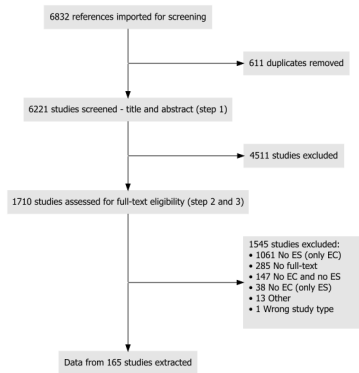 6832 references imported for screening
611 duplicates removed
6221 studies screened - title and abstract (step 1)
4511 studies excluded
1710 studies assessed for full-text eligibility (step 2 and 3)
1545 studies excluded:
• 1061 No ES (only EC)
• 285 No full-text
• 147 No EC and no ES
• 38 No EC (only ES)
• 13 Other
• 1 Wrong study type
Data from 165 studies extracted